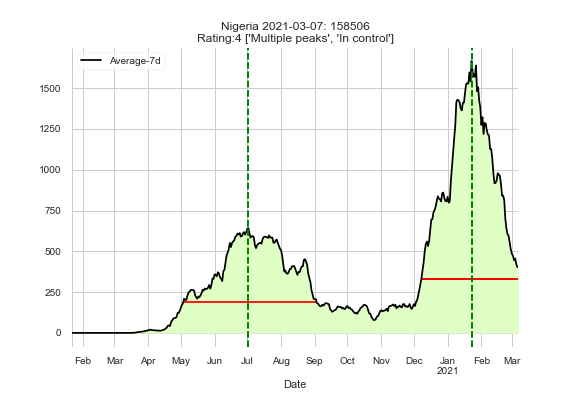 Nigeria 2021-03-07: 158506
Rating:4 ['Multiple peaks', 'In control']
Average-7d
1500
1250
1000
750
500
250
0
Feb Mar Apr May Jun Jul Aug Sep Oct Nov Dec Jan Feb Mar
2021
Date